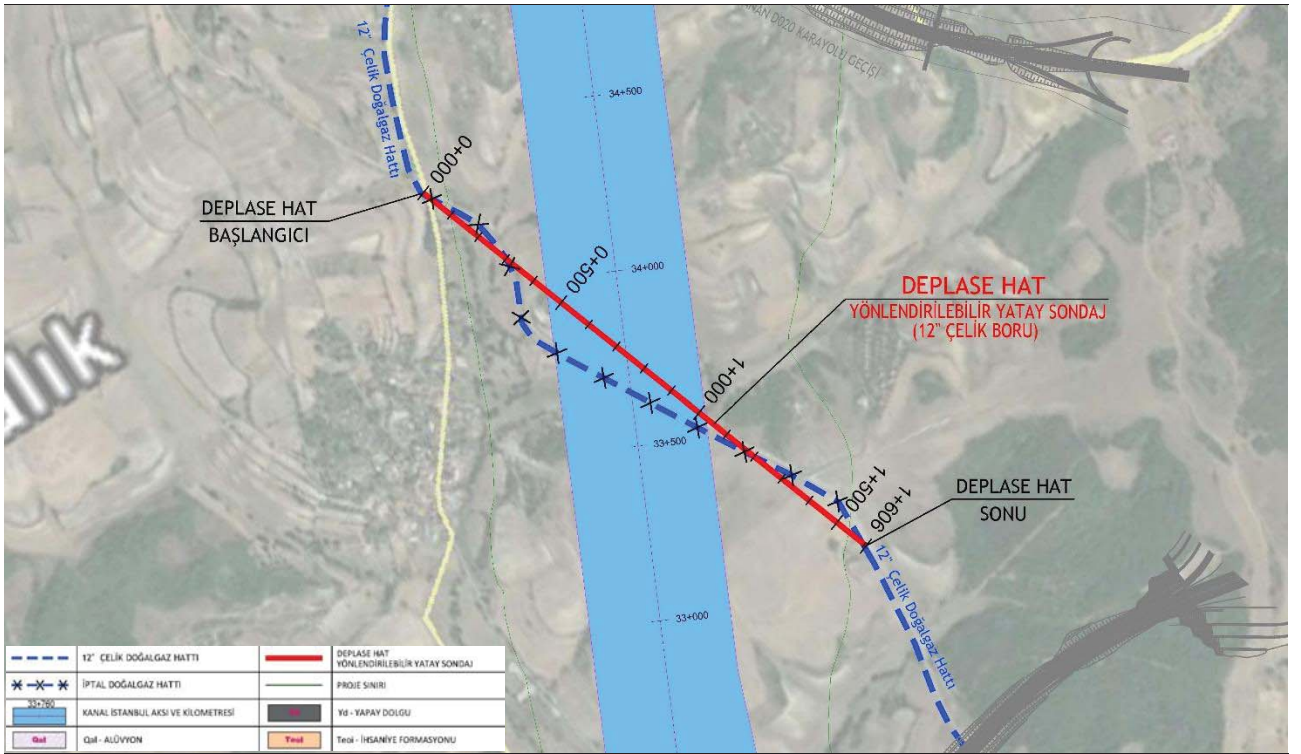 12" Çelik Doğalgaz Hattı
34+500
NAN D020 KARAYOLU GEÇİŞİ
0+000
DEPLASE HAT
BAŞLANGICI
0+500
34+000
DEPLASE HAT
YÖNLENDİRİLEBİLİR YATAY SONDAJ
(12" ÇELİK BORU)
alık
1+000
33+500
1+500
1+606
DEPLASE HAT
SONU
12" Çelik Doğalgaz Hattı
33+000
12" ÇELİK DOĞALGAZ HATTI
DEPLASE HAT
YÖNLENDİRİLEBİLİR YATAY SONDAJ
İPTAL DOĞALGAZ HATTI
PROJE SINIRI
33+760
KANAL İSTANBUL AKSI VE KİLOMETRESİ
Yd - YAPAY DOLGU
Qal
Qal - ALÜVYON
Teoi
Teoi - İHSANİYE FORMASYONU